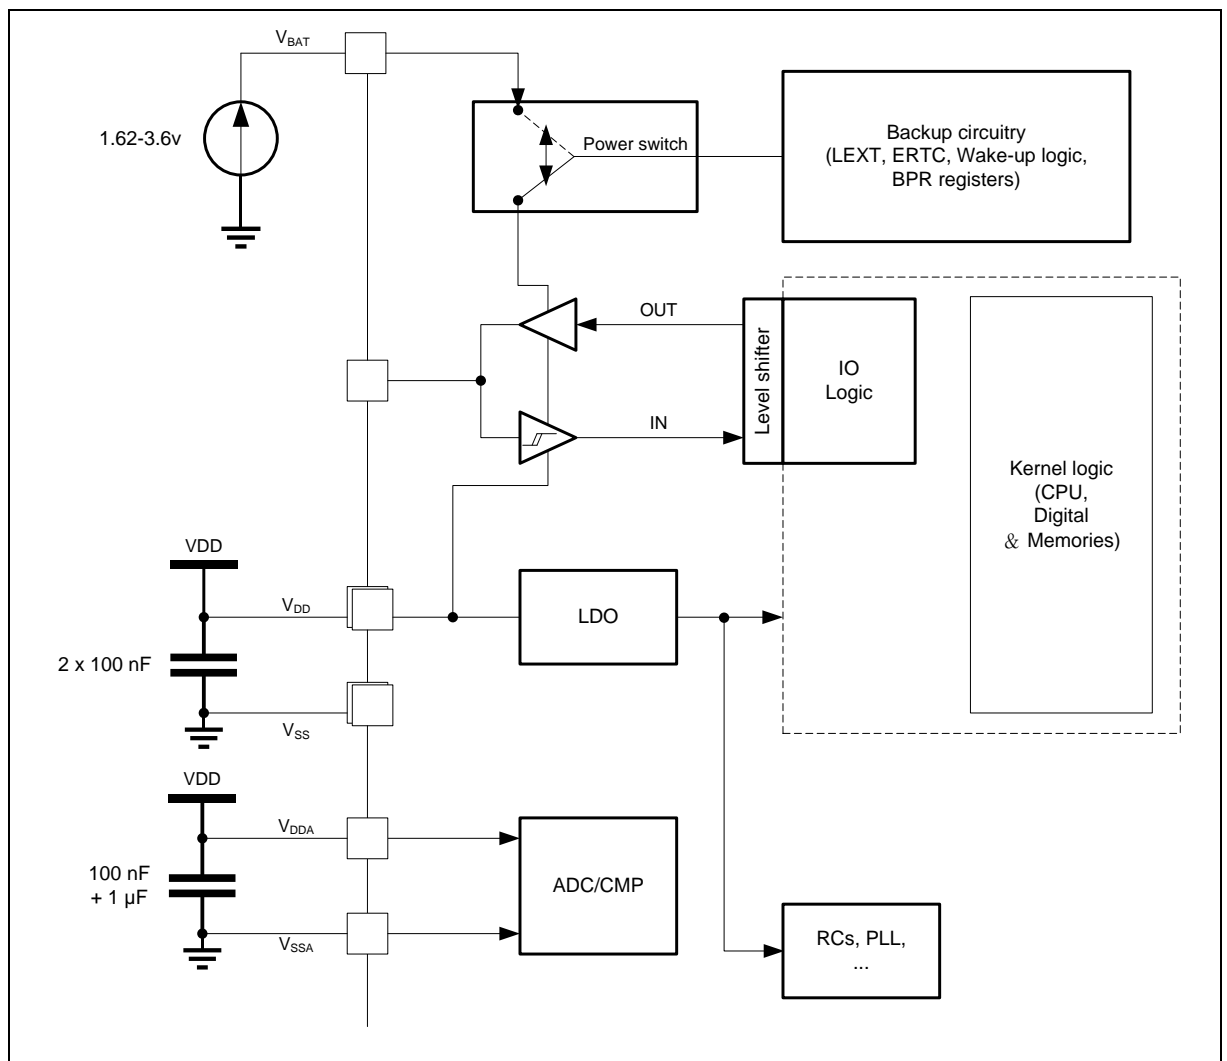 VBAT
1.62-3.6v
Power switch
Backup circuitry
(LEXT, ERTC, Wake-up logic,
BPR registers)
OUT
Level shifter
IO
Logic
IN
Kernel logic
(CPU,
Digital
& Memories)
VDD
VDD
LDO
2 x 100 nF
VSS
VDD
VDDA
100 nF
+ 1 µF
ADC/CMP
VSSA
RCs, PLL,
...